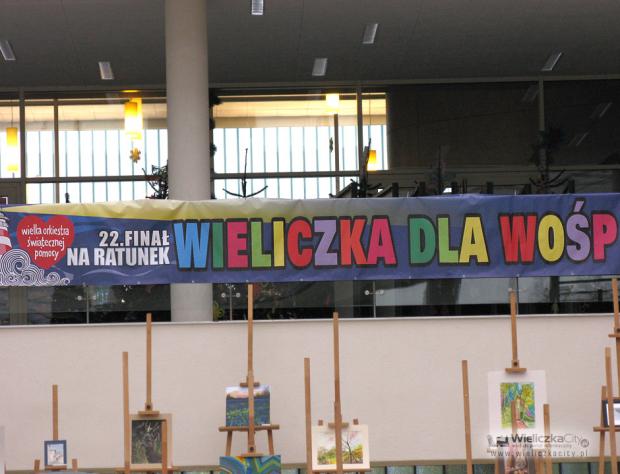 wielka orkiestra
świątecznej
pomocy
22.FINAŁ
NA RATUNEK
WIELICZKA DLA WOŚP
WieliczkaCity
www.wieliczkacity.pl